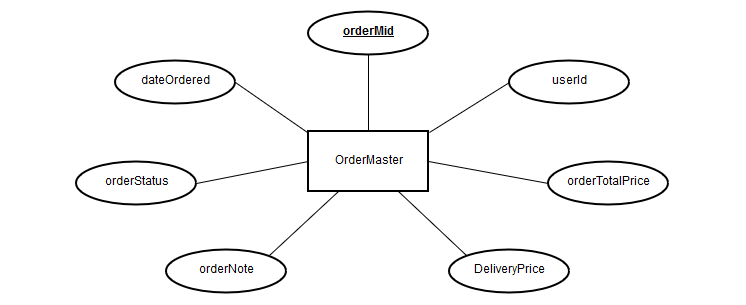 orderMid
dateOrdered
userId
OrderMaster
orderStatus
orderTotalPrice
orderNote
DeliveryPrice